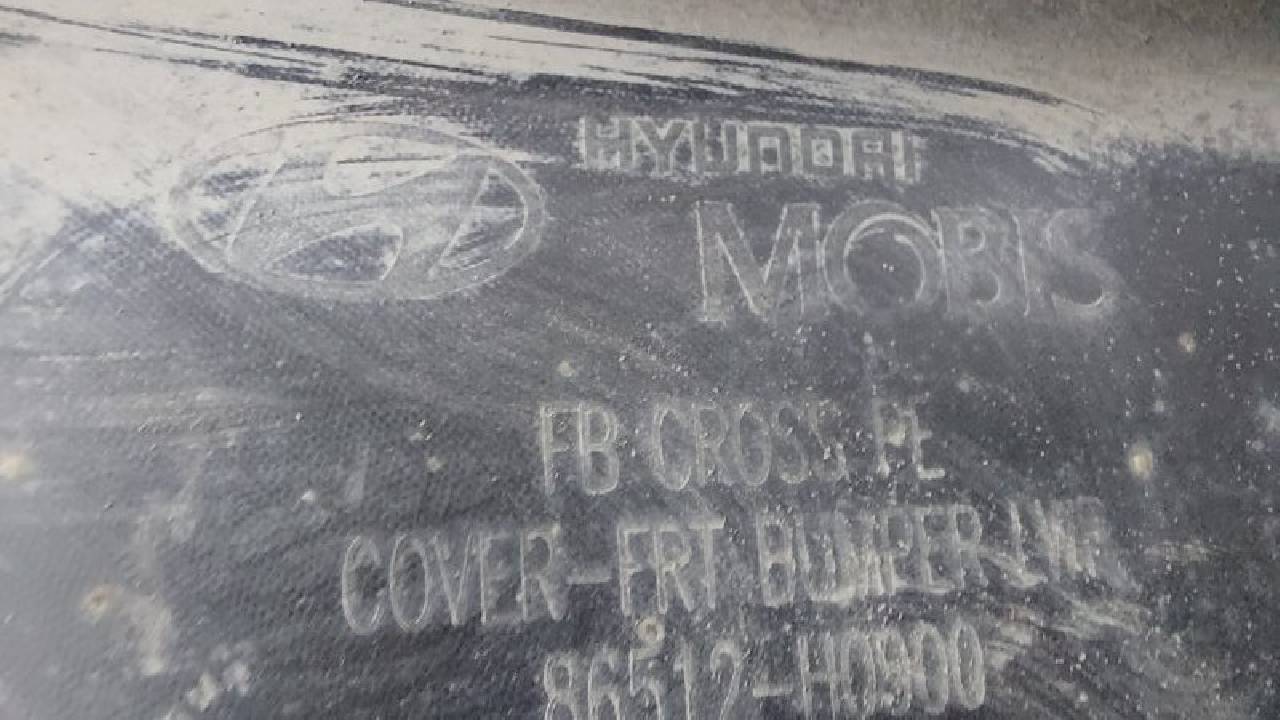 HYUNDAI
MOBIS
FB CROSS PE
COVER-FRT BUMPER LWR
86512-H0900